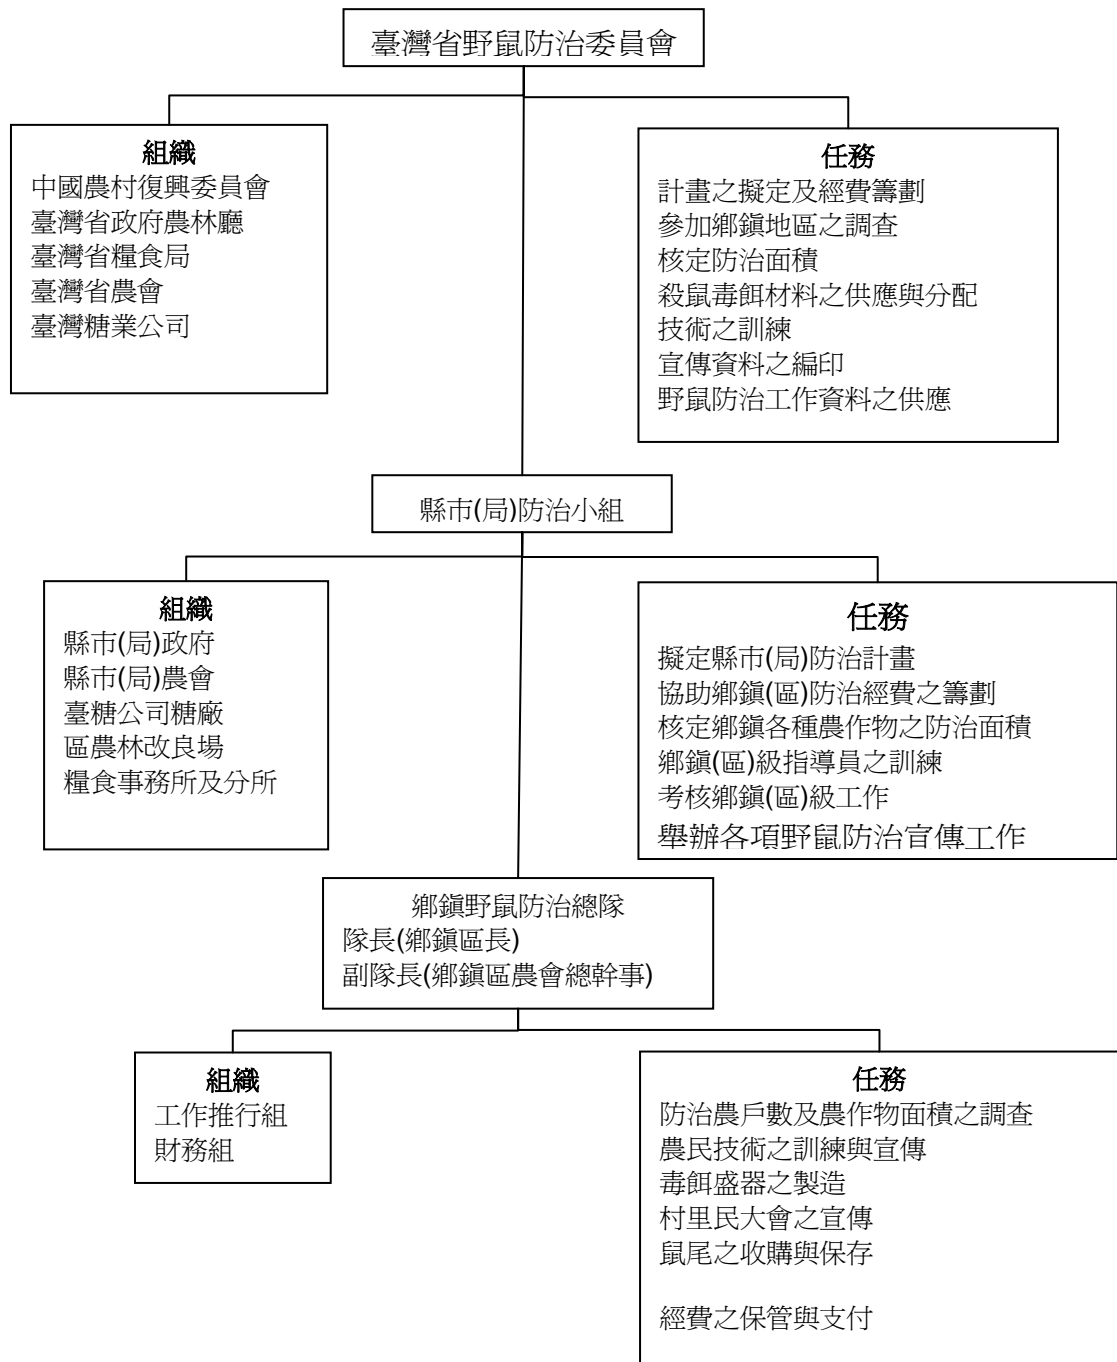 臺灣省野鼠防治委員會
組織
中國農村復興委員會
臺灣省政府農林廳
臺灣省糧食局
臺灣省農會
臺灣糖業公司
任務
計畫之擬定及經費籌劃
參加鄉鎮地區之調查
核定防治面積
殺鼠毒餌材料之供應與分配
技術之訓練
宣傳資料之編印
野鼠防治工作資料之供應
縣市(局)防治小組
組織
縣市(局)政府
縣市(局)農會
臺糖公司糖廠
區農林改良場
糧食事務所及分所
任務
擬定縣市(局)防治計畫
協助鄉鎮(區)防治經費之籌劃
核定鄉鎮各種農作物之防治面積
鄉鎮(區)級指導員之訓練
考核鄉鎮(區)級工作
舉辦各項野鼠防治宣傳工作
鄉鎮野鼠防治總隊
隊長(鄉鎮區長)
副隊長(鄉鎮區農會總幹事)
組織
工作推行組
財務組
任務
防治農戶數及農作物面積之調查
農民技術之訓練與宣傳
毒餌盛器之製造
村里民大會之宣傳
鼠尾之收購與保存
經費之保管與支付